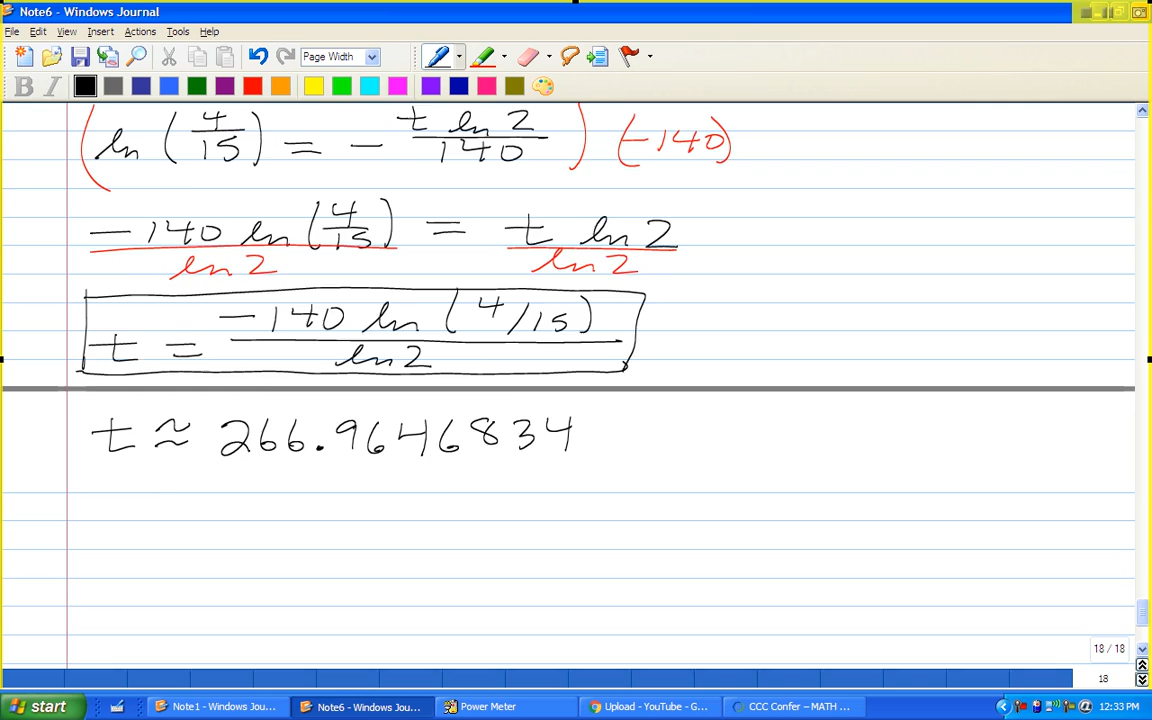 Note6 - Windows Journal
File Edit View Insert Actions Tools Help
Page Width
B I
( ln (4/15) = - t ln 2 / 140 ) (-140)
-140 ln (4/15) / ln 2 = t ln 2 / ln 2
t = -140 ln (4/15) / ln 2
t ≈ 266.9646834
18 / 18
18
start Note1 - Windows Jour... Note6 - Windows Jou... Power Meter Upload - YouTube - G... CCC Confer -- MATH ... 12:33 PM